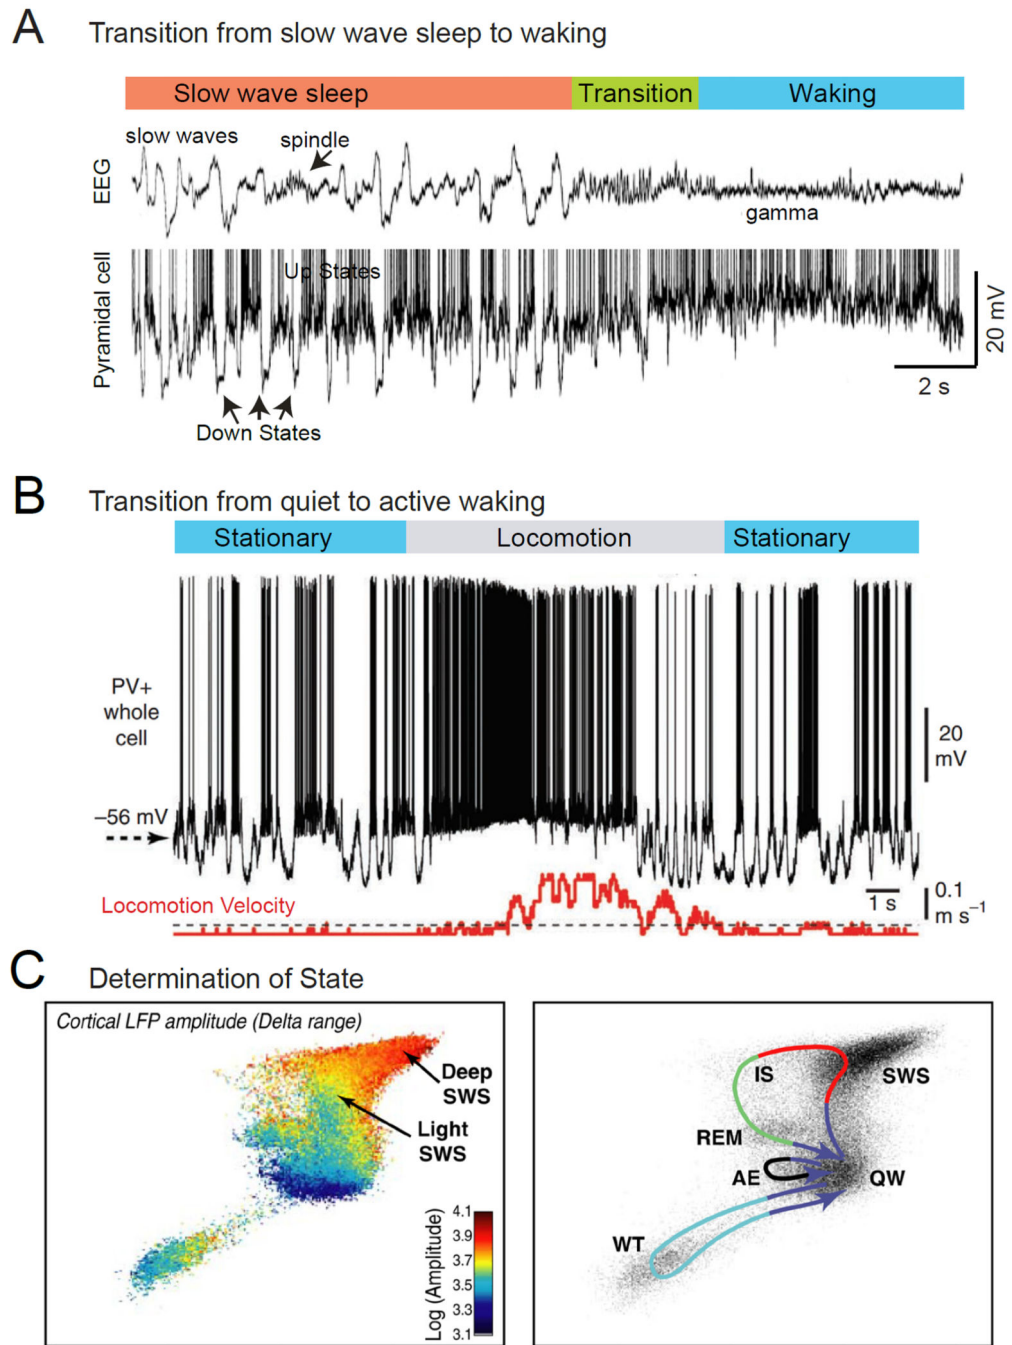 A Transition from slow wave sleep to waking
Slow wave sleep Transition Waking
slow waves
spindle
EEG
gamma
Pyramidal cell
Up States
20 mV
2 s
Down States
B Transition from quiet to active waking
Stationary Locomotion Stationary
PV+
whole
cell
20
mV
–56 mV
1 s
0.1
m s⁻¹
Locomotion Velocity
C Determination of State
Cortical LFP amplitude (Delta range)
Deep
SWS
Light
SWS
Log (Amplitude)
4.1
3.9
3.7
3.5
3.3
3.1
IS
SWS
REM
AE
QW
WT